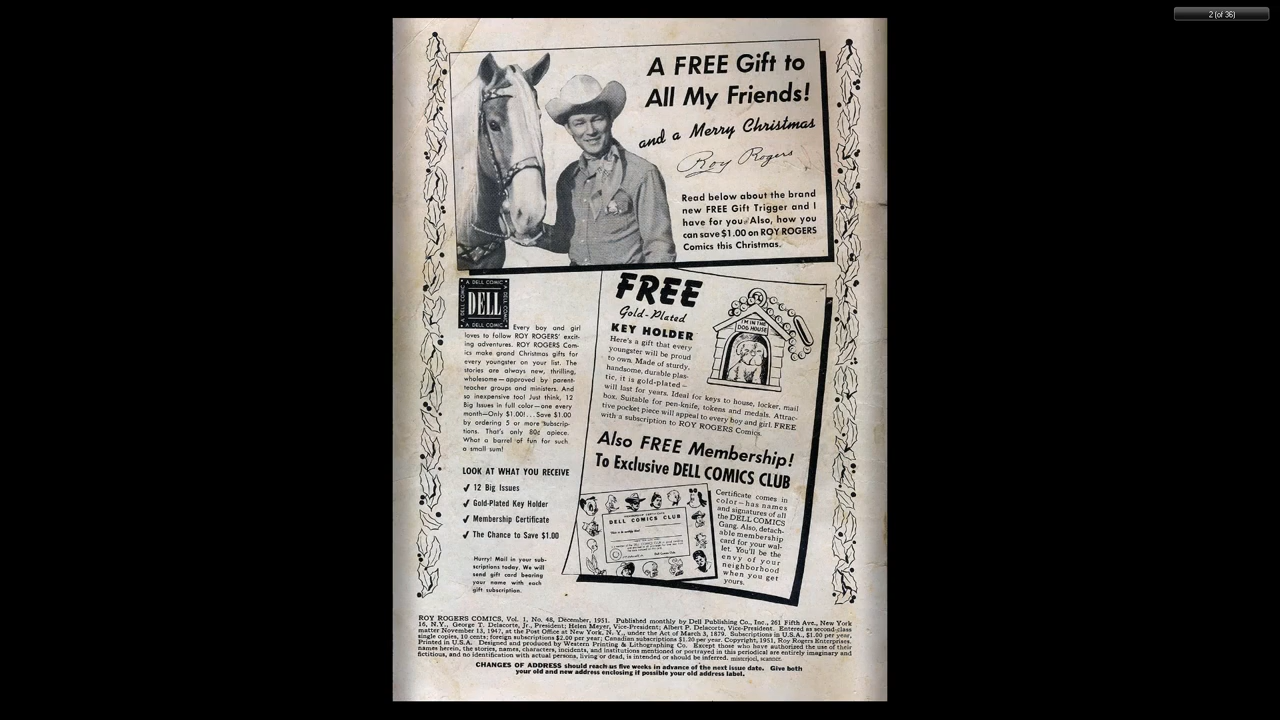 2 (of 36)
A FREE Gift to
All My Friends!
and a Merry Christmas
Roy Rogers
Read below about the brand
new FREE Gift Trigger and I
have for you. Also, how you
can save $1.00 on ROY ROGERS
Comics this Christmas.
A DELL COMIC
A DELL COMIC
DELL
A DELL COMIC
A DELL COMIC
Every boy and girl
loves to follow ROY ROGERS' excit-
ing adventures. ROY ROGERS Com-
ics make grand Christmas gifts for
every youngster on your list. The
stories are always new, thrilling,
wholesome—approved by parent-
teacher groups and ministers. And
so inexpensive too! Just think, 12
Big Issues in full color—one every
month—Only $1.00!... Save $1.00
by ordering 5 or more subscrip-
tions. That's only 80¢ apiece.
What a barrel of fun for such
a small sum!
LOOK AT WHAT YOU RECEIVE
✓ 12 Big Issues
✓ Gold-Plated Key Holder
✓ Membership Certificate
✓ The Chance to Save $1.00
Hurry! Mail in your sub-
scriptions today. We will
send gift card bearing
your name with each
gift subscription.
FREE
Gold-Plated
KEY HOLDER
Here's a gift that every
youngster will be proud
to own. Made of sturdy,
handsome, durable plas-
tic, it is gold-plated—
will last for years. Ideal for keys to house, locker, mail
box. Suitable for pen-knife, tokens and medals. Attrac-
tive pocket piece will appeal to every boy and girl. FREE
with a subscription to ROY ROGERS Comics.
I'M IN THE
DOG HOUSE
Also FREE Membership!
To Exclusive DELL COMICS CLUB
MEMBERSHIP CERTIFICATE
DELL COMICS CLUB
Certificate comes in
color—has names
and signatures of all
the DELL COMICS
Gang. Also, detach-
able membership
card for your wal-
let. You'll be the
envy of your
neighborhood
when you get
yours.
ROY ROGERS COMICS, Vol. 1, No. 48, December, 1951. Published monthly by Dell Publishing Co., Inc., 261 Fifth Ave., New York
16, N.Y., George T. Delacorte, Jr., President; Helen Meyer, Vice-President; Albert P. Delacorte, Vice-President. Entered as second-class
matter November 13, 1947, at the Post Office at New York, N. Y., under the Act of March 3, 1879. Subscriptions in U.S.A., $1.00 per year,
single copies, 10 cents; foreign subscriptions $2.00 per year; Canadian subscriptions $1.20 per year. Copyright, 1951, Roy Rogers Enterprises.
Printed in U.S.A. Designed and produced by Western Printing & Lithographing Co. Except those who have authorized the use of their
names herein, the stories, names, characters, incidents, and institutions mentioned or portrayed in this periodical are entirely imaginary and
fictitious, and no identification with actual persons, living or dead, is intended or should be inferred. misterjosi, scanner.
CHANGES OF ADDRESS should reach us five weeks in advance of the next issue date. Give both
your old and new address enclosing if possible your old address label.